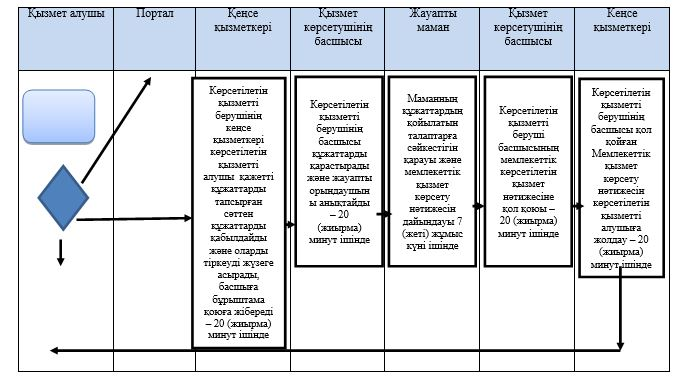 Қызмет алушы
Портал
Кеңсе
қызметкері
Қызмет
көрсетушінің
басшысы
Жауапты
маман
Қызмет
көрсетушінің
басшысы
Кеңсе
қызметкері
Көрсетілетін
қызметті
берушінің
кеңсе
қызметкері
көрсетілетін
қызметті
алушы қажетті
құжаттарды
тапсырған
сәттен
құжаттарды
қабылдайды
және оларды
тіркеуді жүзеге
асырады,
басшыға
бұрыштама
қоюға жібереді
– 20 (жиырма)
минут ішінде
Көрсетілетін
қызметті
берушінің
басшысы
құжаттарды
қарастырады
және жауапты
орындаушын
ы анықтайды
– 20
(жиырма)
минут ішінде
Маманның
құжаттардың
қойылатын
талаптарға
сәйкестігін
қарауы және
мемлекеттік
қызмет
көрсету
нәтижесін
дайындауы 7
(жеті) жұмыс
күні ішінде
Көрсетілетін
қызметті
беруші
басшысының
мемлекеттік
көрсетілетін
қызмет
нәтижесіне
қол қоюы –
20 (жиырма)
минут ішінде
Көрсетілетін
қызметті
берушінің
басшысы қол
қойған
Мемлекеттік
қызмет
көрсету
нәтижесін
көрсетілетін
қызметті
алушыға
жолдау – 20
(жиырма)
минут ішінде